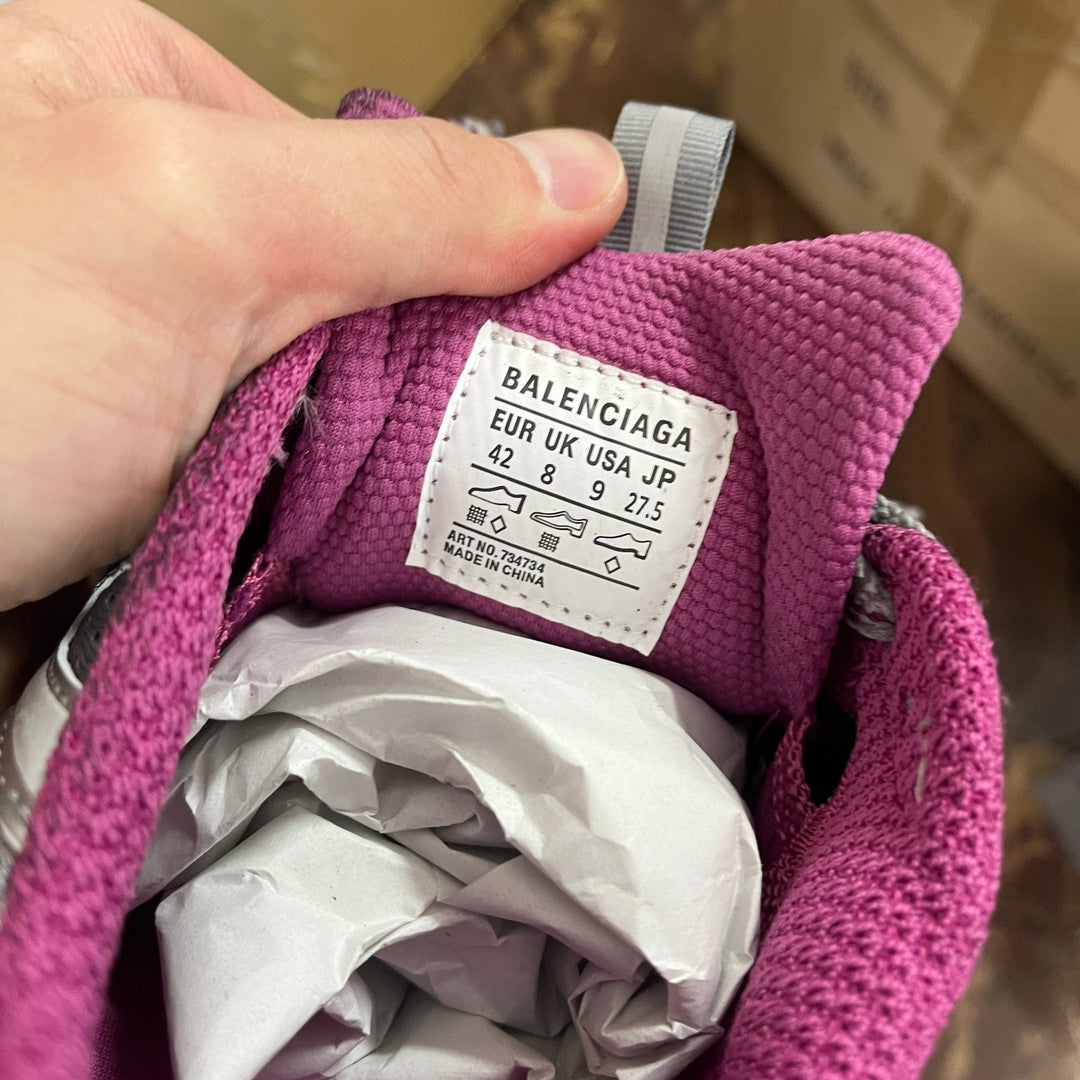 BALENCIAGA
EUR UK USA JP
42 8 9 27.5
ART NO. 734734
MADE IN CHINA